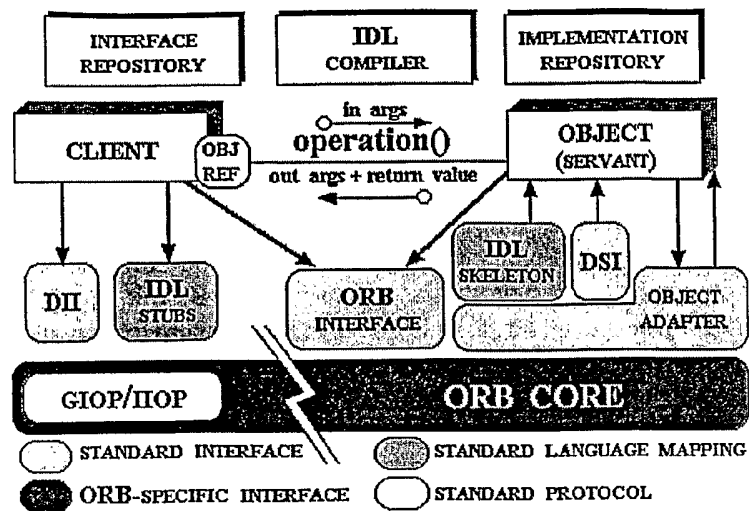 INTERFACE
REPOSITORY
IDL
COMPILER
IMPLEMENTATION
REPOSITORY
in args
operation()
out args + return value
CLIENT
OBJ
REF
OBJECT
(SERVANT)
DII
IDL
STUBS
ORB
INTERFACE
IDL
SKELETON
DSI
OBJECT
ADAPTER
GIOP/IIOP
ORB CORE
STANDARD INTERFACE
STANDARD LANGUAGE MAPPING
ORB-SPECIFIC INTERFACE
STANDARD PROTOCOL